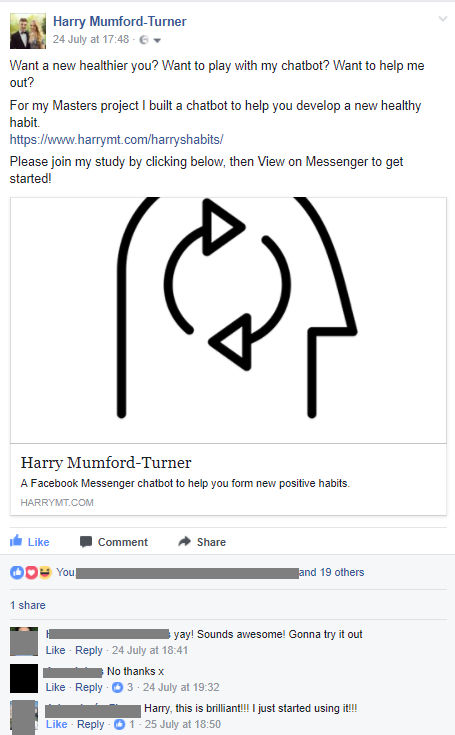 Harry Mumford-Turner
24 July at 17:48 ·
Want a new healthier you? Want to play with my chatbot? Want to help me
out?
For my Masters project I built a chatbot to help you develop a new healthy
habit.
https://www.harrymt.com/harryshabits/
Please join my study by clicking below, then View on Messenger to get
started!
Harry Mumford-Turner
A Facebook Messenger chatbot to help you form new positive habits.
HARRYMT.COM
Like Comment Share
You and 19 others
1 share
yay! Sounds awesome! Gonna try it out
Like · Reply · 24 July at 18:41
No thanks x
Like · Reply · 3 · 24 July at 19:32
Harry, this is brilliant!!! I just started using it!!!
Like · Reply · 1 · 25 July at 18:50